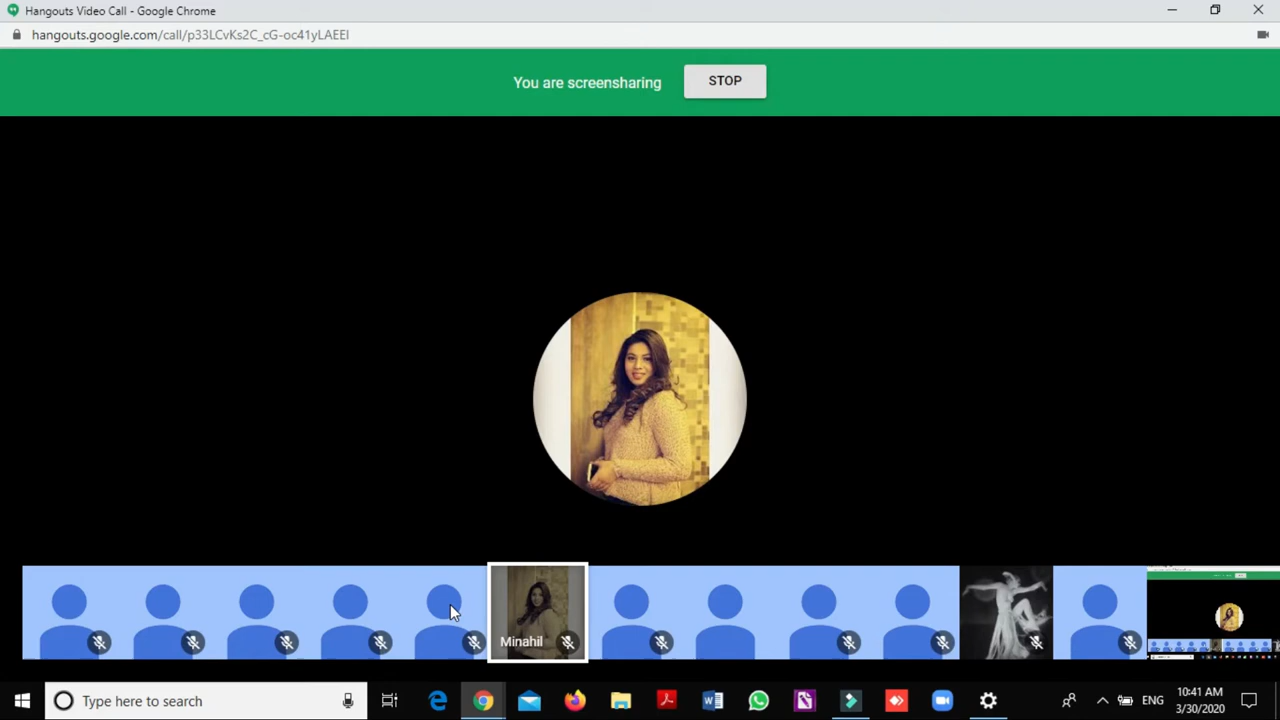 Hangouts Video Call - Google Chrome
hangouts.google.com/call/p33LCvKs2C_cG-oc41yLAEEI
You are screensharing
STOP
Minahil
Type here to search
ENG
10:41 AM
3/30/2020